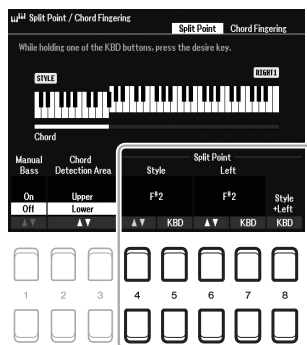 Split Point / Chord Fingering
Split Point Chord Fingering
While holding one of the KBD buttons, press the desire key.
STYLE RIGHT1
Chord
Manual Bass
Chord Detection Area
Split Point
Style Left
On Upper F#2 F#2 Style +Left
Off Lower
▲▼ ▲▼ ▲▼ KBD ▲▼ KBD KBD
1 2 3 4 5 6 7 8